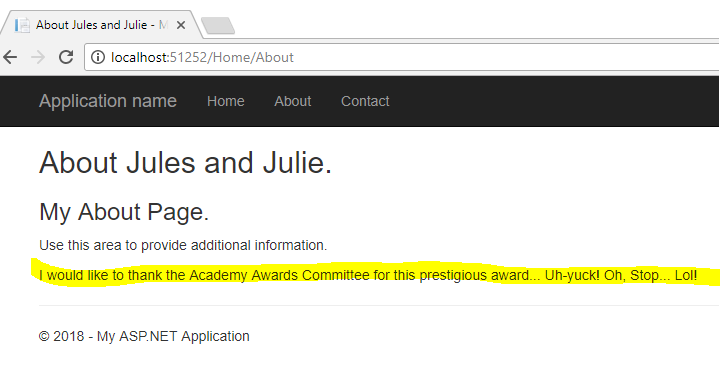 About Jules and Julie - M
localhost:51252/Home/About
Application name Home About Contact
About Jules and Julie.
My About Page.
Use this area to provide additional information.
I would like to thank the Academy Awards Committee for this prestigious award... Uh-yuck! Oh, Stop... Lol!
© 2018 - My ASP.NET Application